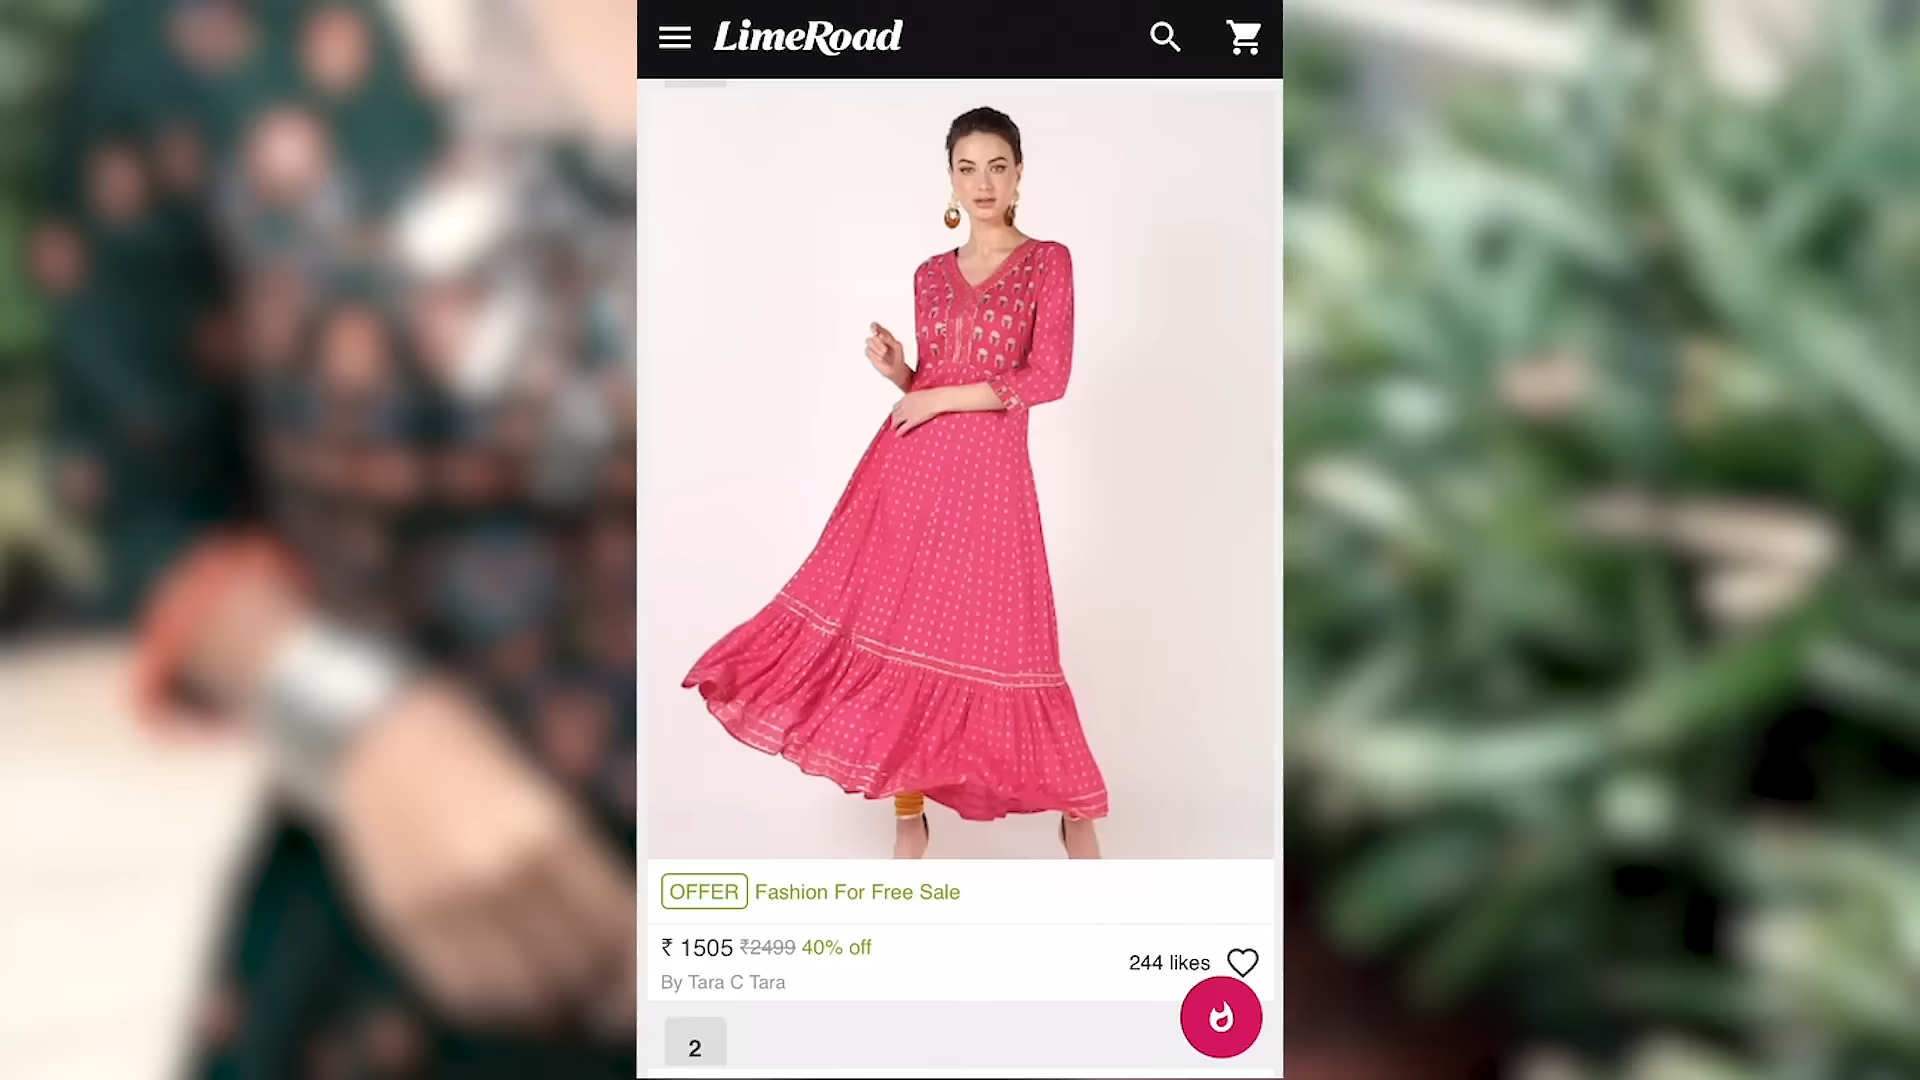 LimeRoad
OFFER Fashion For Free Sale
₹ 1505 ₹2499 40% off
244 likes
By Tara C Tara
2